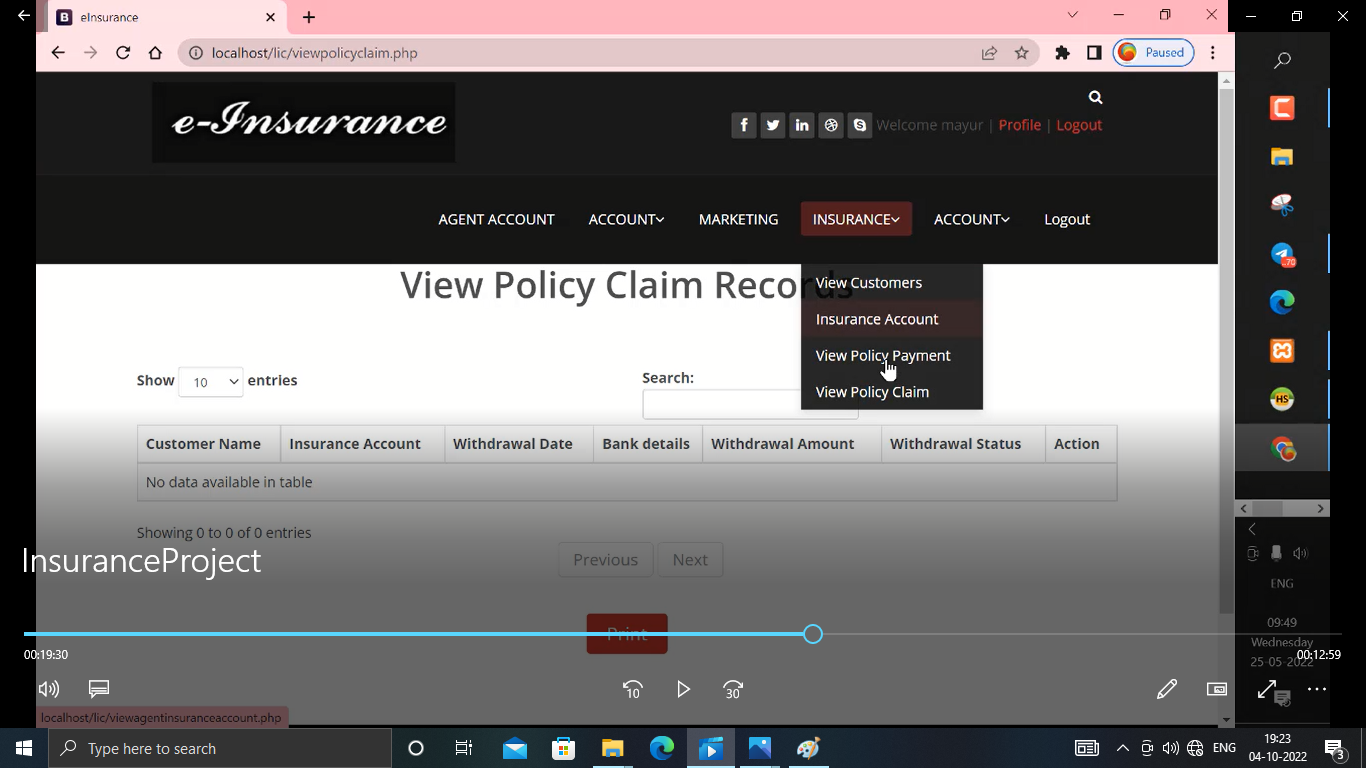 eInsurance
localhost/lic/viewpolicyclaim.php
Paused
e-Insurance
Welcome mayur | Profile | Logout
AGENT ACCOUNT ACCOUNT MARKETING INSURANCE ACCOUNT Logout
View Policy Claim Records
View Customers
Insurance Account
View Policy Payment
View Policy Claim
Show 10 entries
Search:
Customer Name Insurance Account Withdrawal Date Bank details Withdrawal Amount Withdrawal Status Action
No data available in table
Showing 0 to 0 of 0 entries
Previous Next
InsuranceProject
Print
ENG
09:49
Wednesday
25-05-2022
00:19:30
00:12:59
10
30
localhost/lic/viewagentinsuranceaccount.php
Type here to search
ENG
19:23
04-10-2022
3